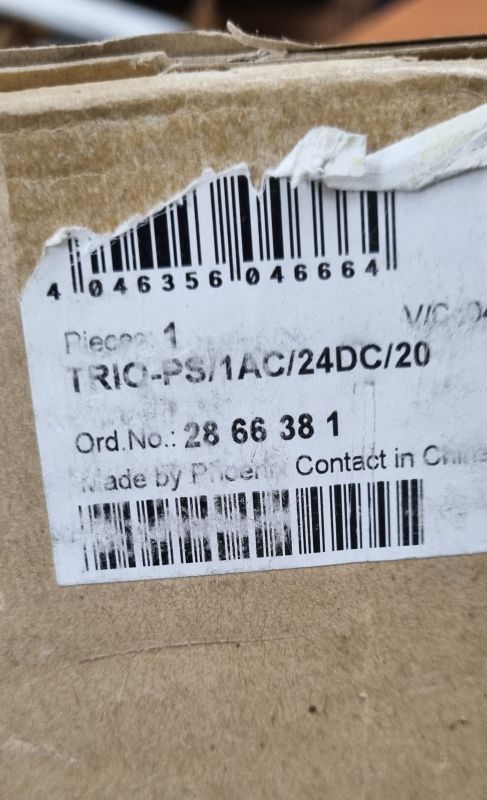 4 046356 046664
V/C: 04
Pieces: 1
TRIO-PS/1AC/24DC/20
Ord.No.: 28 66 38 1
Made by Phoenix Contact in China